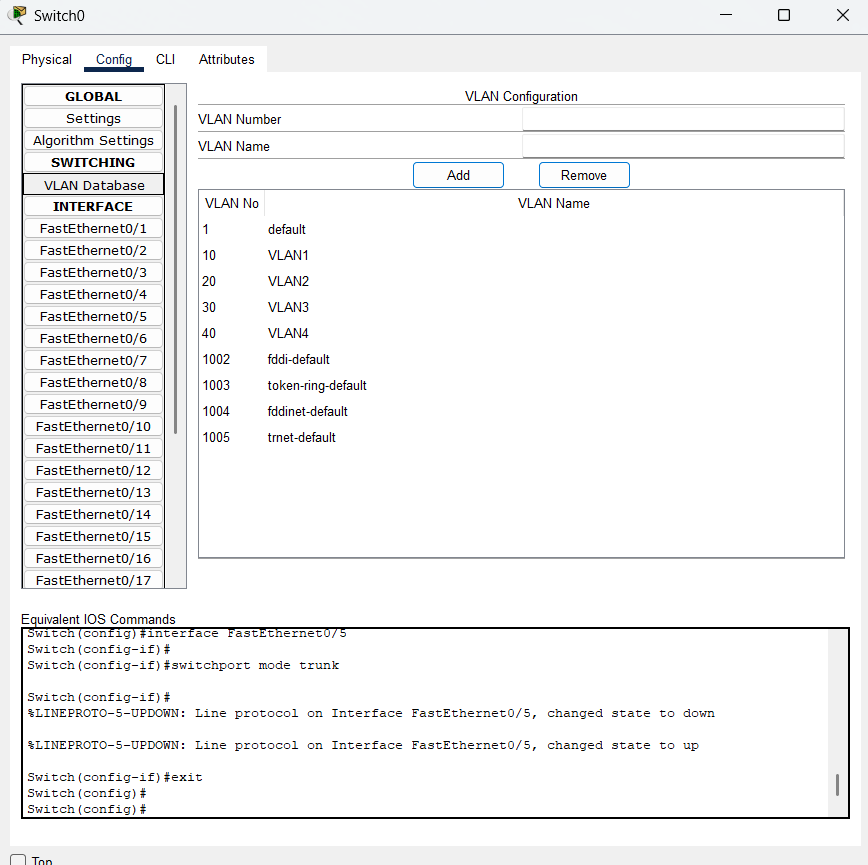 Switch0
Physical Config CLI Attributes
GLOBAL
Settings
Algorithm Settings
SWITCHING
VLAN Database
INTERFACE
FastEthernet0/1
FastEthernet0/2
FastEthernet0/3
FastEthernet0/4
FastEthernet0/5
FastEthernet0/6
FastEthernet0/7
FastEthernet0/8
FastEthernet0/9
FastEthernet0/10
FastEthernet0/11
FastEthernet0/12
FastEthernet0/13
FastEthernet0/14
FastEthernet0/15
FastEthernet0/16
FastEthernet0/17
VLAN Configuration
VLAN Number
VLAN Name
Add Remove
VLAN No VLAN Name
1 default
10 VLAN1
20 VLAN2
30 VLAN3
40 VLAN4
1002 fddi-default
1003 token-ring-default
1004 fddinet-default
1005 trnet-default
Equivalent IOS Commands
Switch(config)#interface FastEthernet0/5
Switch(config-if)#
Switch(config-if)#switchport mode trunk
Switch(config-if)#
%LINEPROTO-5-UPDOWN: Line protocol on Interface FastEthernet0/5, changed state to down
%LINEPROTO-5-UPDOWN: Line protocol on Interface FastEthernet0/5, changed state to up
Switch(config-if)#exit
Switch(config)#
Switch(config)#
Top